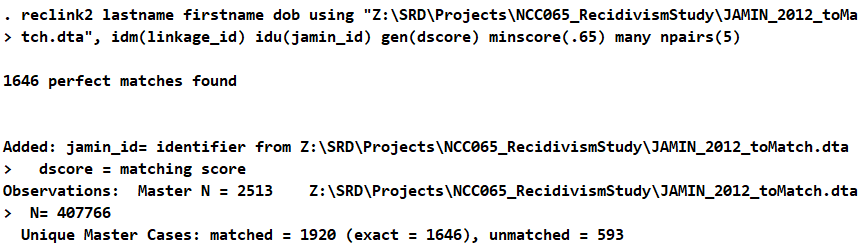 . reclink2 lastname firstname dob using "Z:\SRD\Projects\NCC065_RecidivismStudy\JAMIN_2012_toMa
> tch.dta", idm(linkage_id) idu(jamin_id) gen(dscore) minscore(.65) many npairs(5)
1646 perfect matches found
Added: jamin_id= identifier from Z:\SRD\Projects\NCC065_RecidivismStudy\JAMIN_2012_toMatch.dta
>   dscore = matching score
Observations:  Master N = 2513    Z:\SRD\Projects\NCC065_RecidivismStudy\JAMIN_2012_toMatch.dta
>  N= 407766
  Unique Master Cases: matched = 1920 (exact = 1646), unmatched = 593